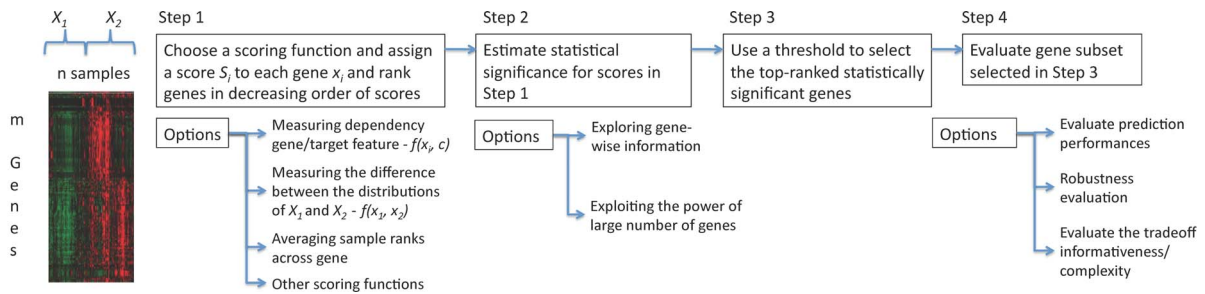 X1 X2
n samples
m
G
e
n
e
s
Step 1
Choose a scoring function and assign
a score Si to each gene xi and rank
genes in decreasing order of scores
Options
Measuring dependency
gene/target feature - f(xi, c)
Measuring the difference
between the distributions
of X1 and X2 - f(x1, x2)
Averaging sample ranks
across gene
Other scoring functions
Step 2
Estimate statistical
significance for scores in
Step 1
Options
Exploring gene-
wise information
Exploiting the power of
large number of genes
Step 3
Use a threshold to select
the top-ranked statistically
significant genes
Step 4
Evaluate gene subset
selected in Step 3
Options
Evaluate prediction
performances
Robustness
evaluation
Evaluate the tradeoff
informativeness/
complexity